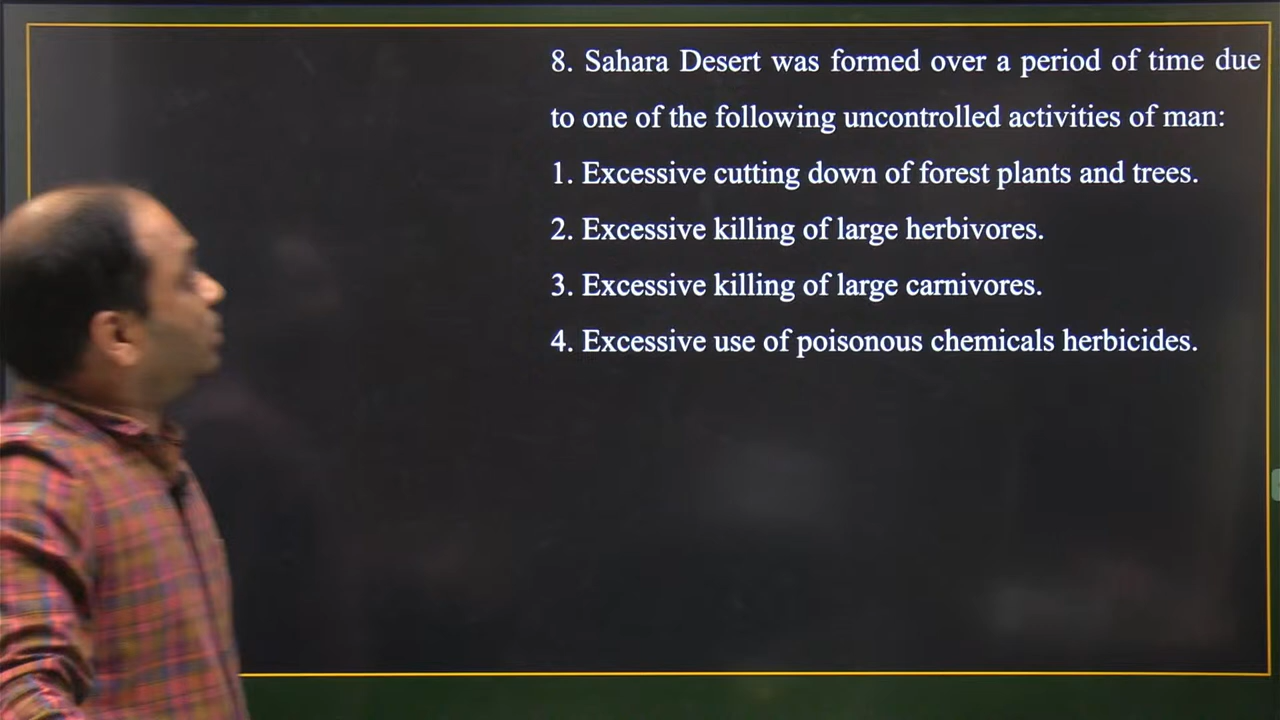 8. Sahara Desert was formed over a period of time due
to one of the following uncontrolled activities of man:
1. Excessive cutting down of forest plants and trees.
2. Excessive killing of large herbivores.
3. Excessive killing of large carnivores.
4. Excessive use of poisonous chemicals herbicides.